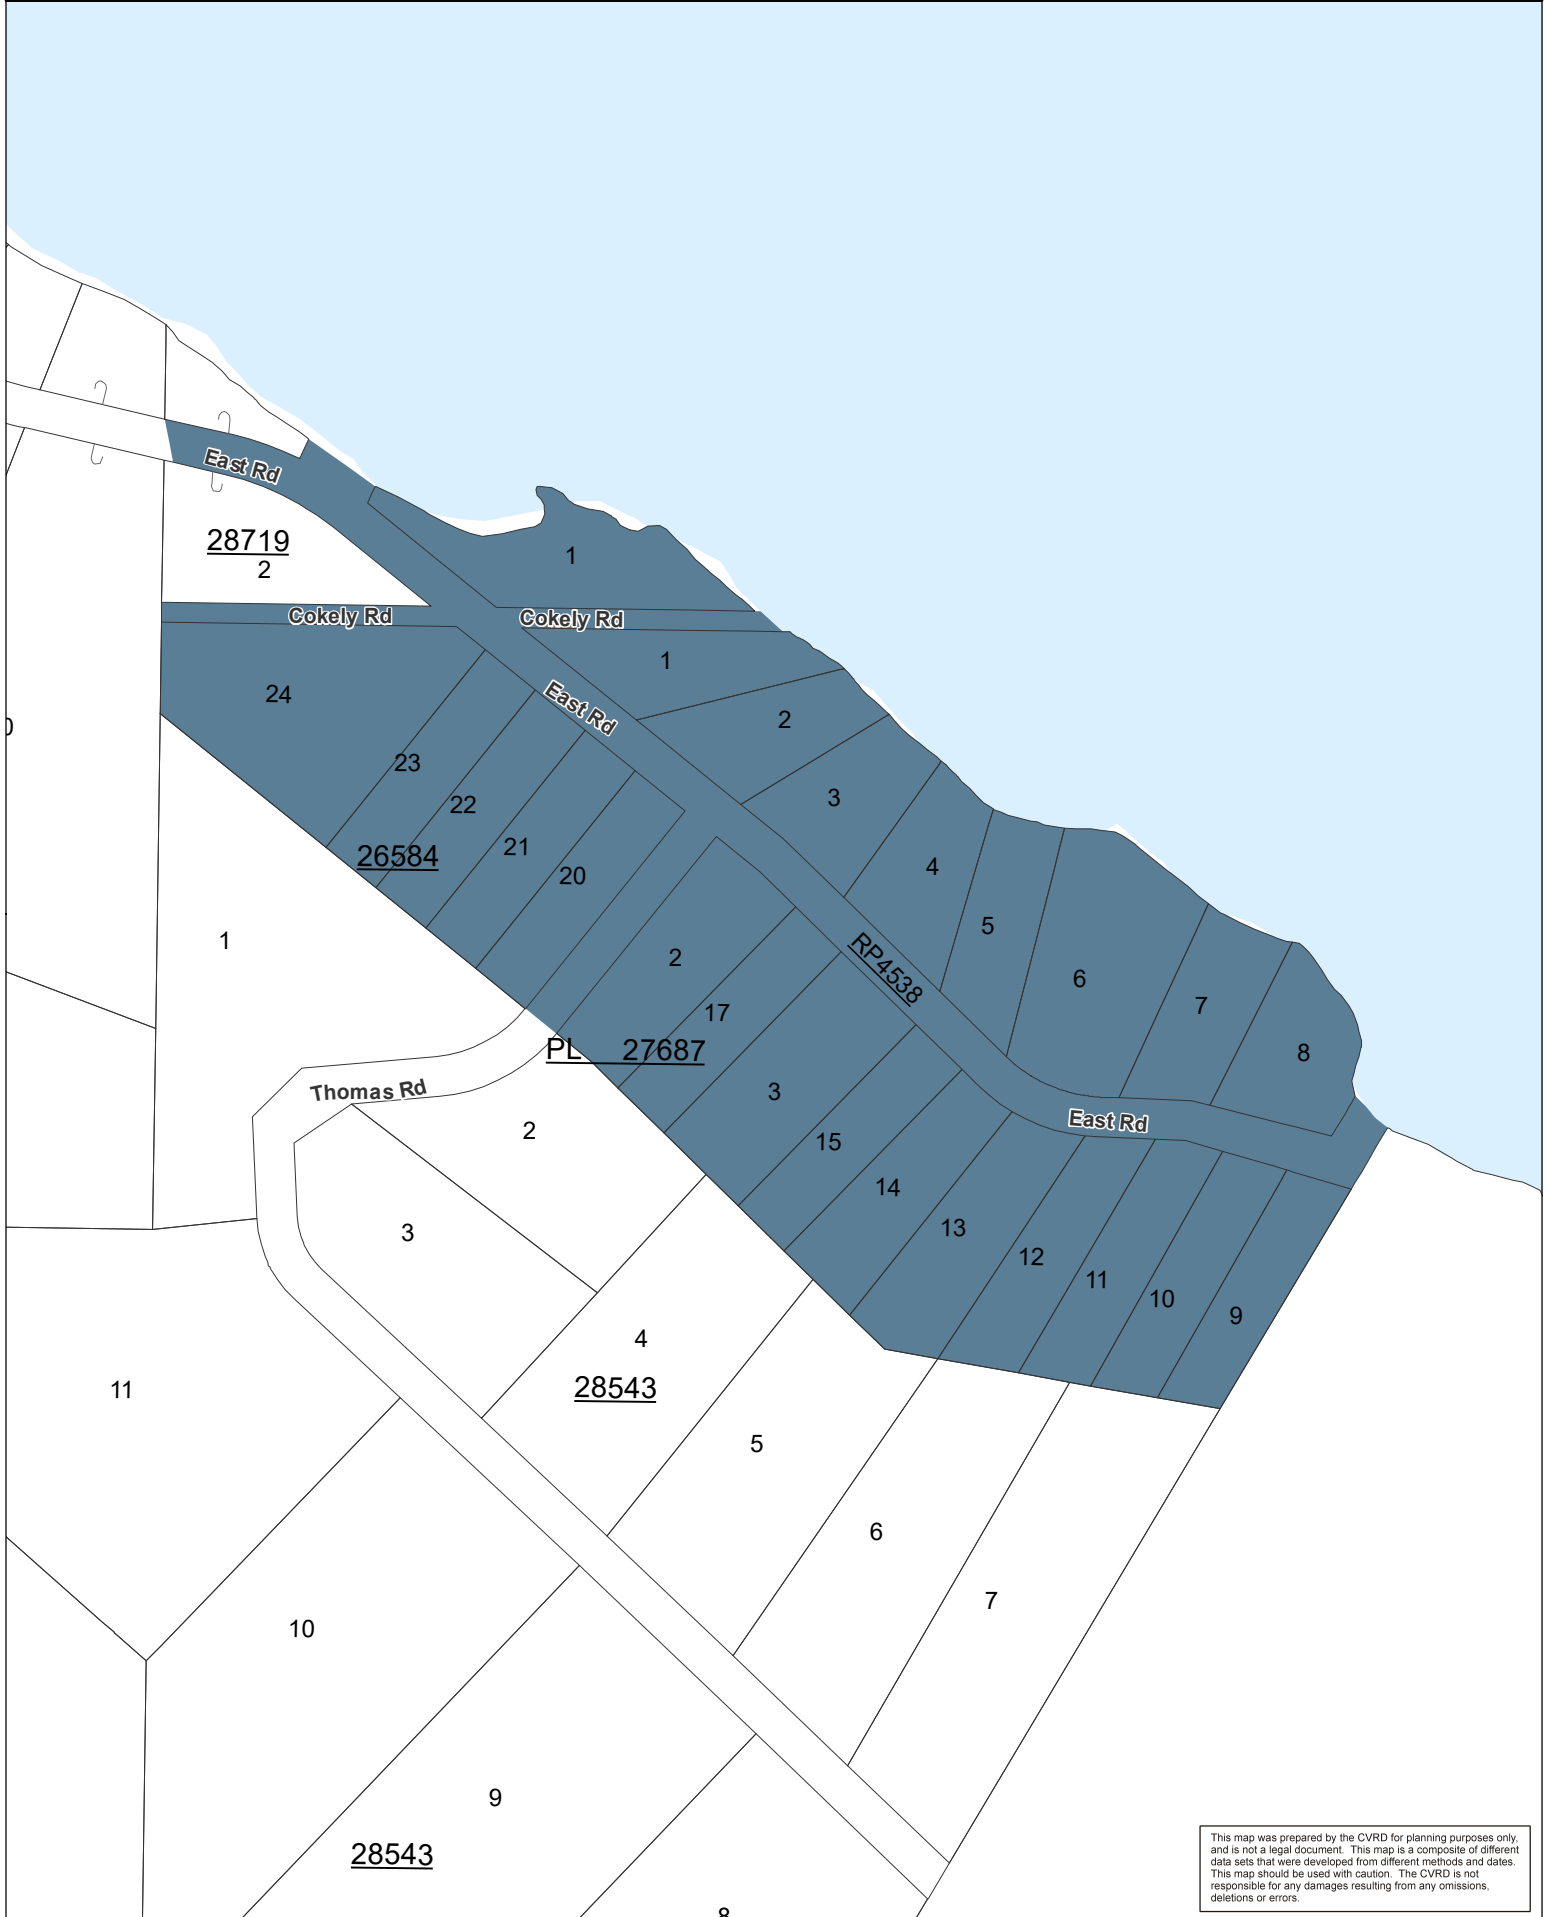 East Rd
28719
2
1
Cokely Rd
Cokely Rd
1
24
East Rd
2
23
3
22
21
26584
4
20
5
1
2
RP4538
6
7
17
PL 27687
8
Thomas Rd
3
East Rd
2
15
14
3
13
12
11
10
9
4
28543
11
5
6
7
10
9
28543
8
This map was prepared by the CVRD for planning purposes only,
and is not a legal document. This map is a composite of different
data sets that were developed from different methods and dates.
This map should be used with caution. The CVRD is not
responsible for any damages resulting from any omissions,
deletions or errors.